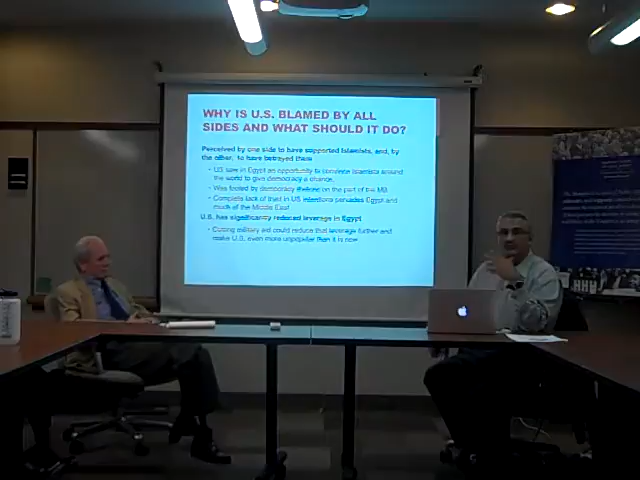 WHY IS U.S. BLAMED BY ALL
SIDES AND WHAT SHOULD IT DO?
Perceived by one side to have supported Islamists, and, by
the other, to have betrayed them
• US saw in Egypt an opportunity to convince Islamists around
the world to give democracy a chance.
• Was fooled by democracy rhetoric on the part of the MB
• Complete lack of trust in US intentions pervades Egypt and
much of the Middle East
U.S. has significantly reduced leverage in Egypt
• Cutting military aid could reduce that leverage further and
make U.S. even more unpopular than it is now
HHH